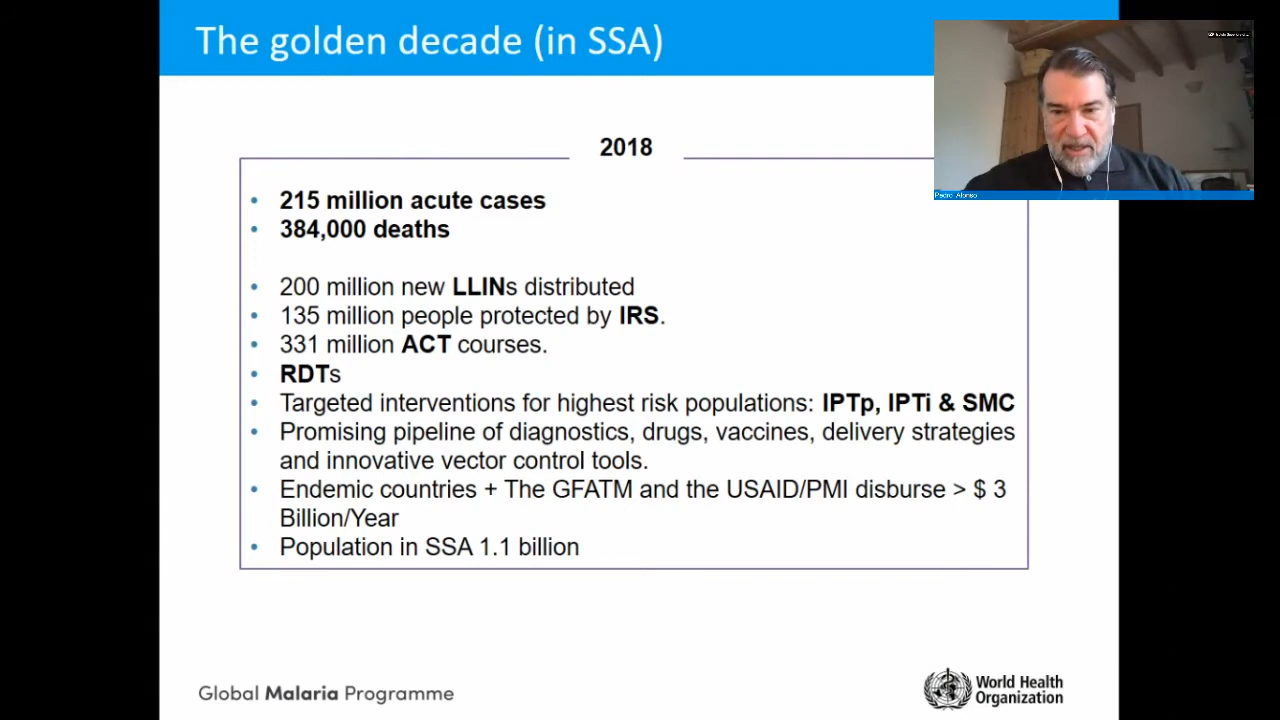 The golden decade (in SSA)
2018
• 215 million acute cases
• 384,000 deaths
• 200 million new LLINs distributed
• 135 million people protected by IRS.
• 331 million ACT courses.
• RDTs
• Targeted interventions for highest risk populations: IPTp, IPTi & SMC
• Promising pipeline of diagnostics, drugs, vaccines, delivery strategies
and innovative vector control tools.
• Endemic countries + The GFATM and the USAID/PMI disburse > $ 3
Billion/Year
• Population in SSA 1.1 billion
Pedro Alonso
Global Malaria Programme
World Health
Organization